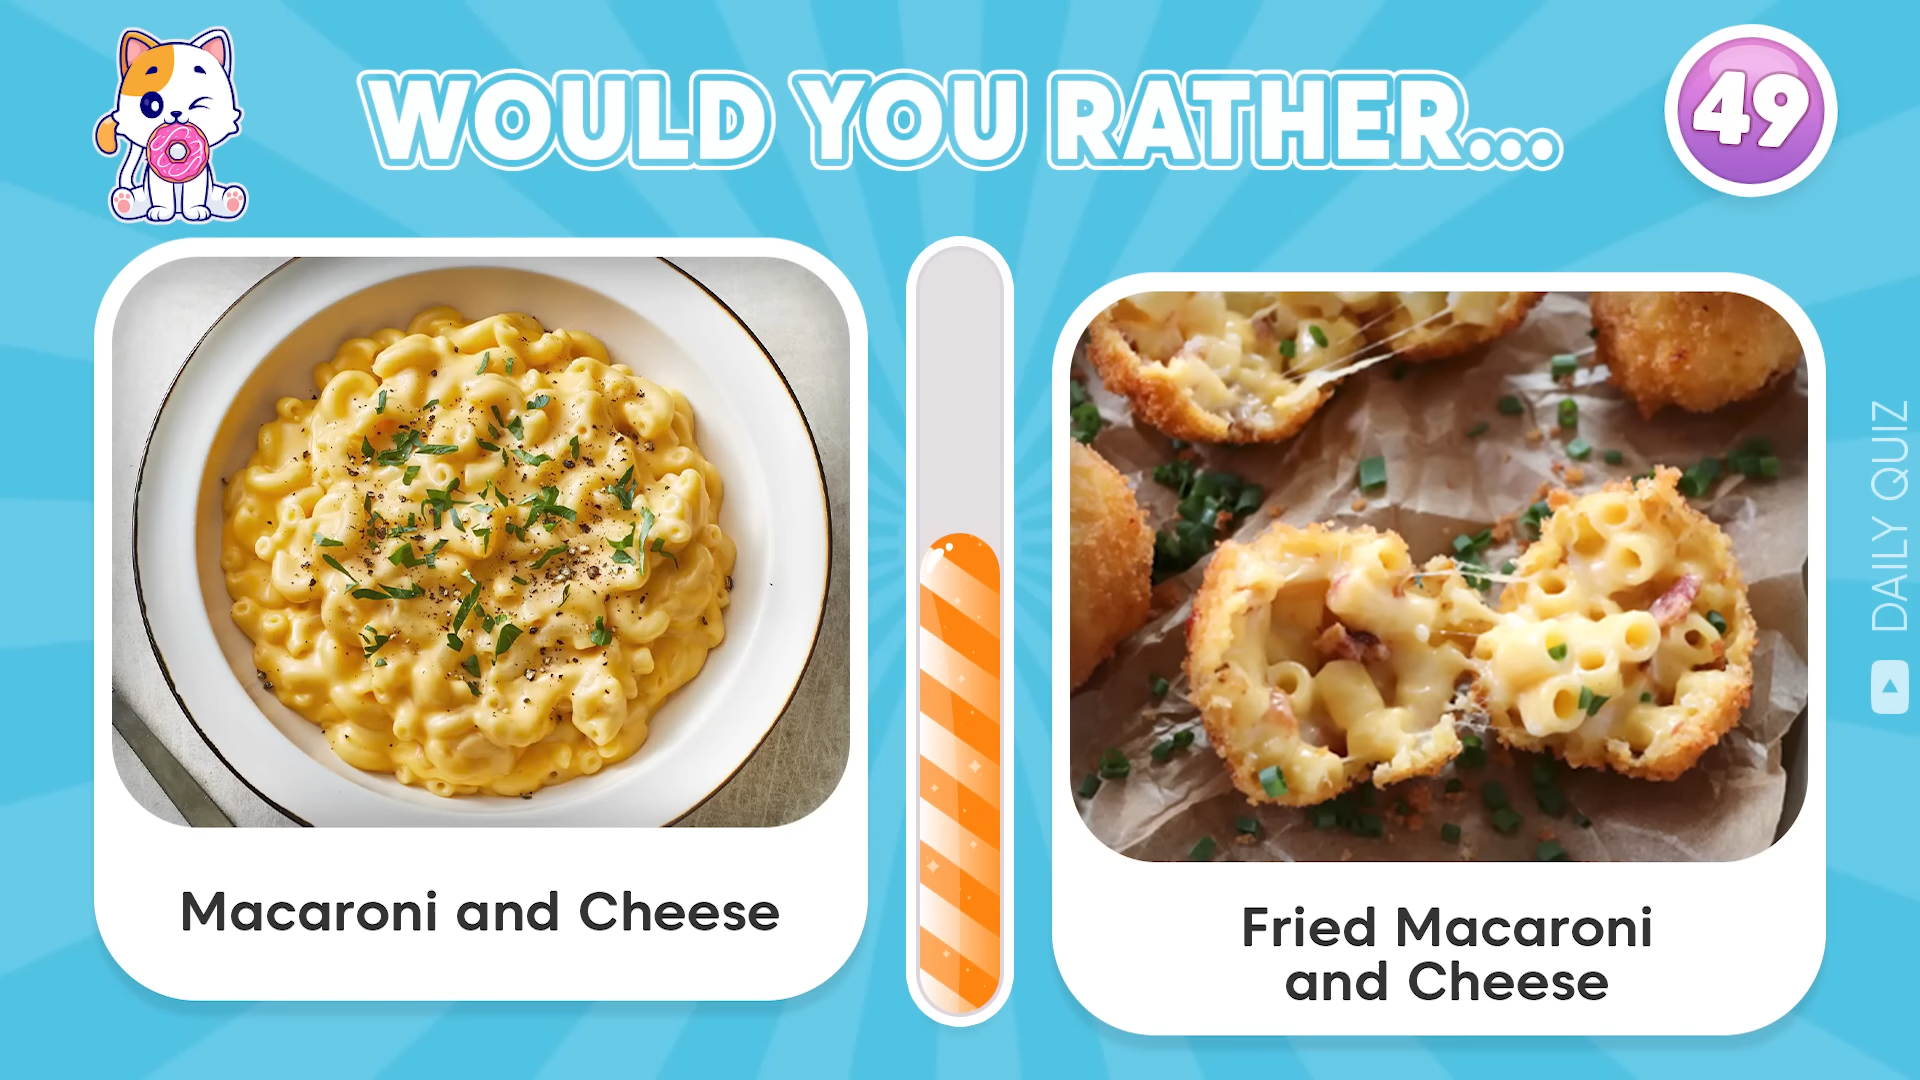 WOULD YOU RATHER...
49
Macaroni and Cheese
Fried Macaroni
and Cheese
DAILY QUIZ